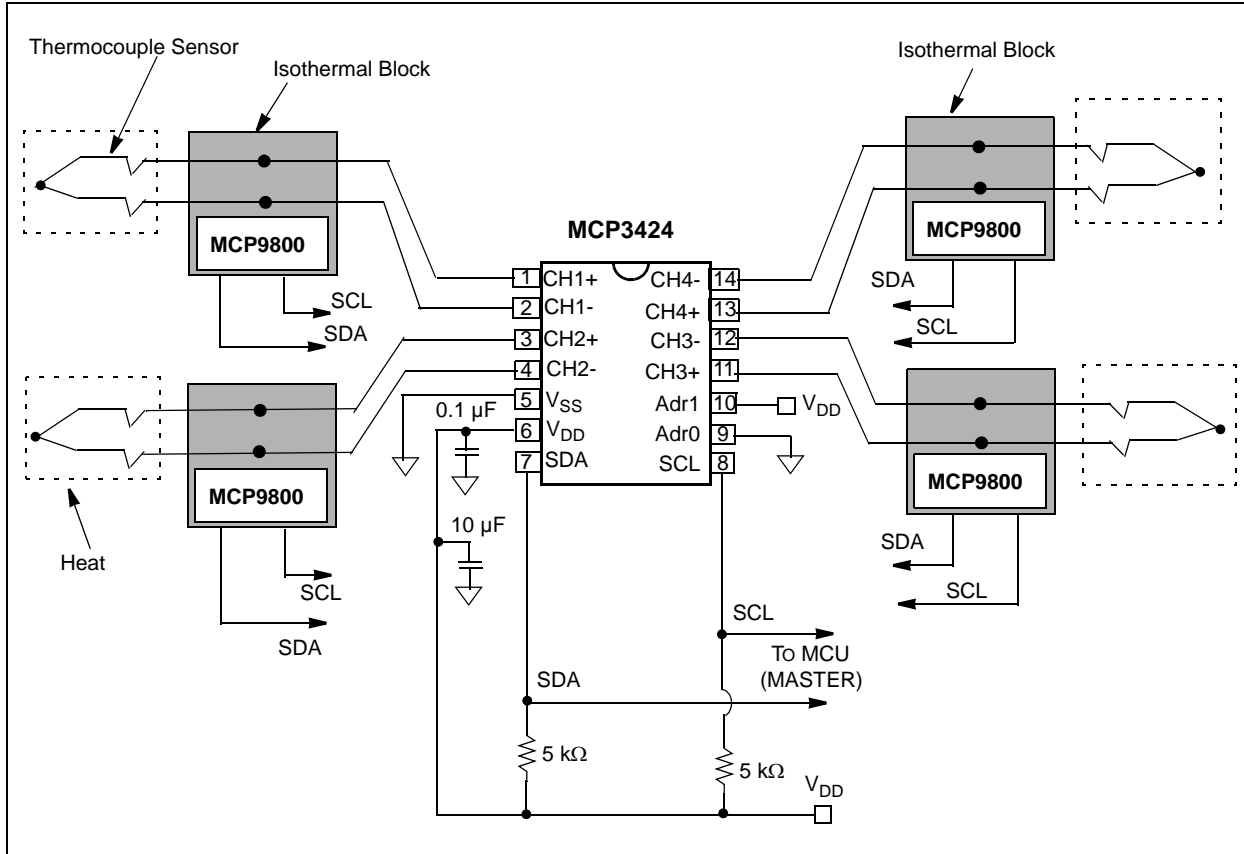 Thermocouple Sensor
Isothermal Block
Isothermal Block
MCP9800
SCL
SDA
MCP9800
SDA
SCL
MCP3424
1 CH1+
2 CH1-
3 CH2+
4 CH2-
5 VSS
6 VDD
7 SDA
CH4- 14
CH4+ 13
CH3- 12
CH3+ 11
Adr1 10
Adr0 9
SCL 8
VDD
0.1 µF
10 µF
MCP9800
SCL
SDA
Heat
MCP9800
SDA
SCL
SCL
TO MCU
(MASTER)
SDA
5 kΩ
5 kΩ
VDD